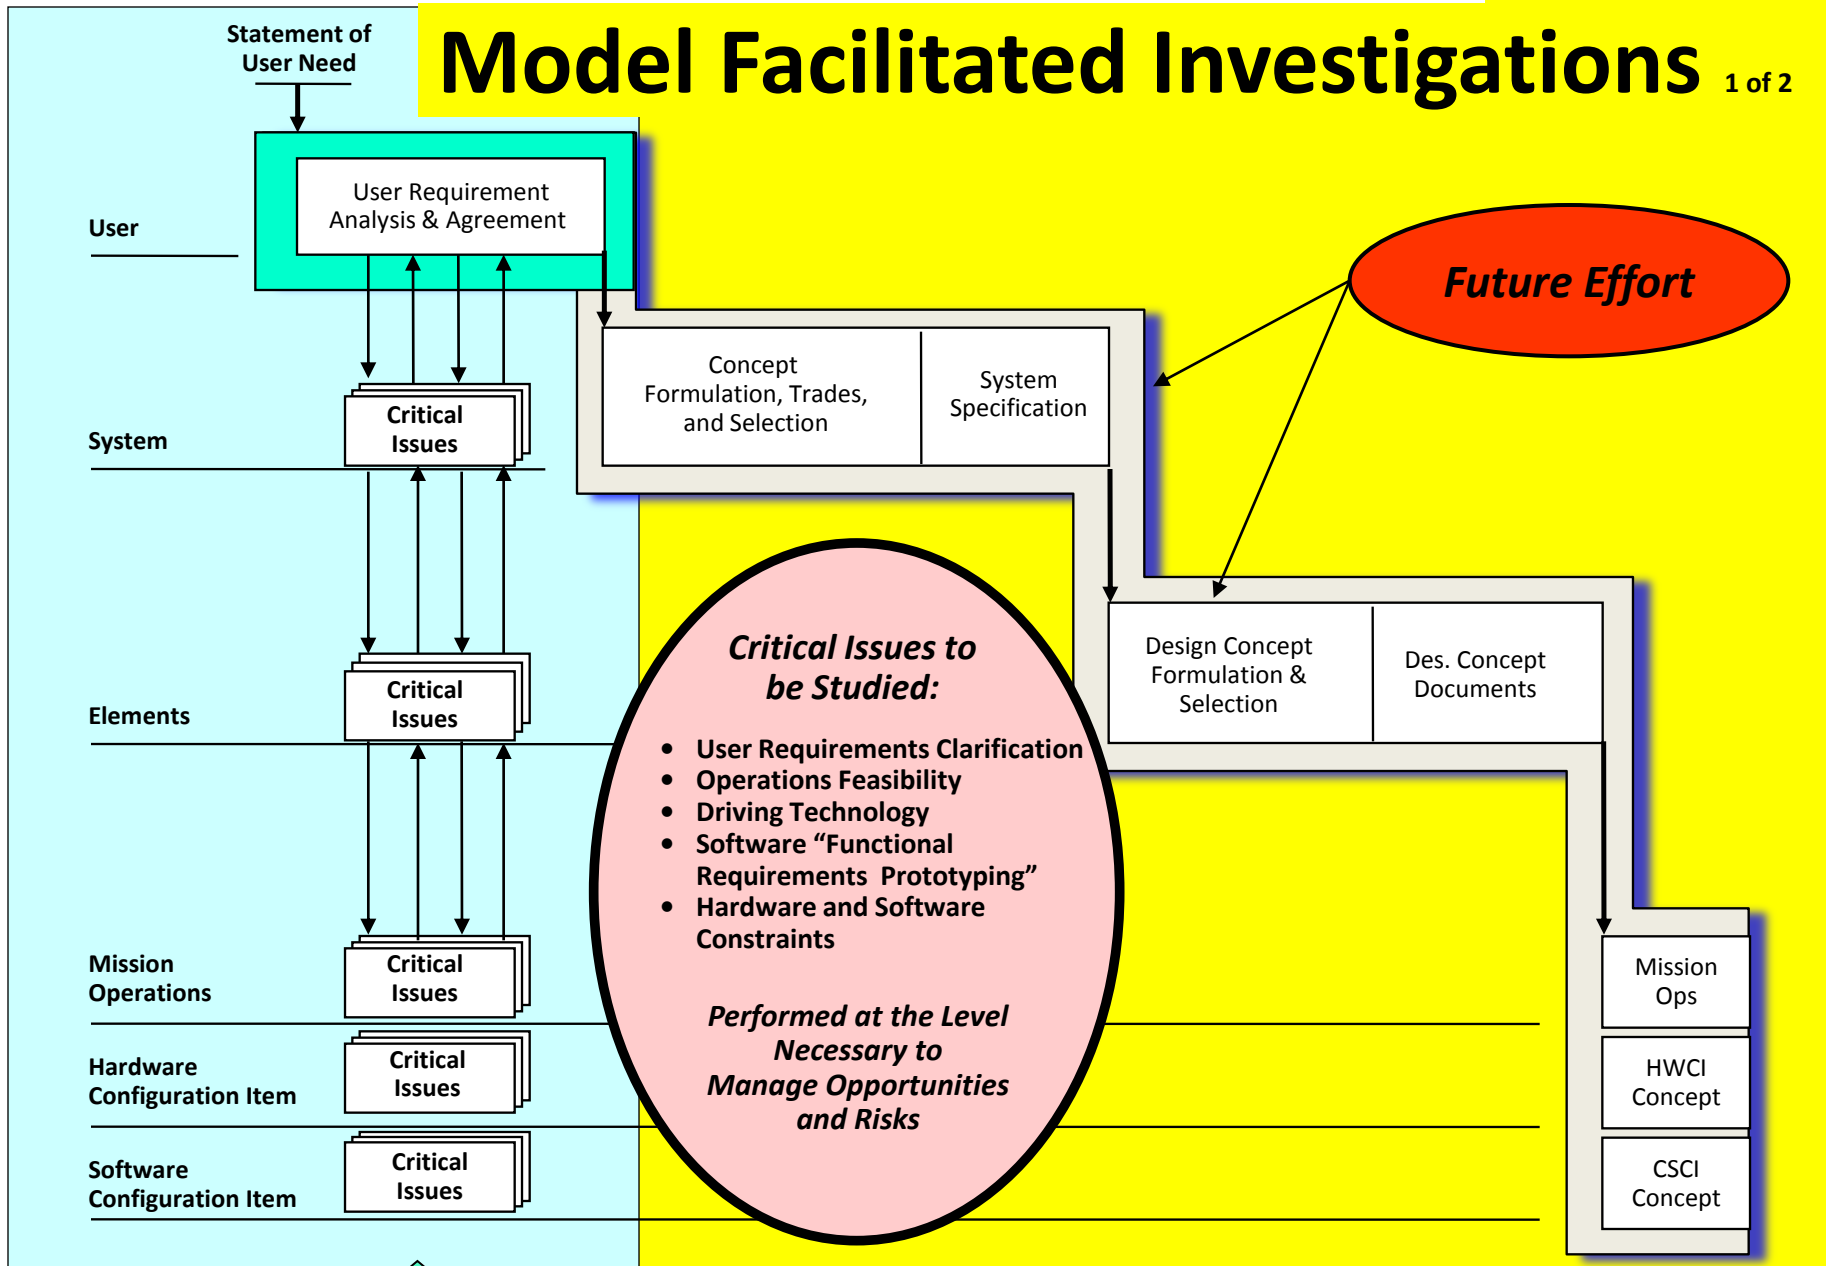 Statement of
User Need
Model Facilitated Investigations 1 of 2
User Requirement
Analysis & Agreement
User
Future Effort
Concept
Formulation, Trades,
and Selection
System
Specification
Critical
Issues
System
Critical Issues to
be Studied:
• User Requirements Clarification
• Operations Feasibility
• Driving Technology
• Software “Functional
Requirements Prototyping”
• Hardware and Software
Constraints
Performed at the Level
Necessary to
Manage Opportunities
and Risks
Design Concept
Formulation &
Selection
Des. Concept
Documents
Critical
Issues
Elements
Mission
Operations
Critical
Issues
Mission
Ops
Hardware
Configuration Item
Critical
Issues
HWCI
Concept
Software
Configuration Item
Critical
Issues
CSCI
Concept